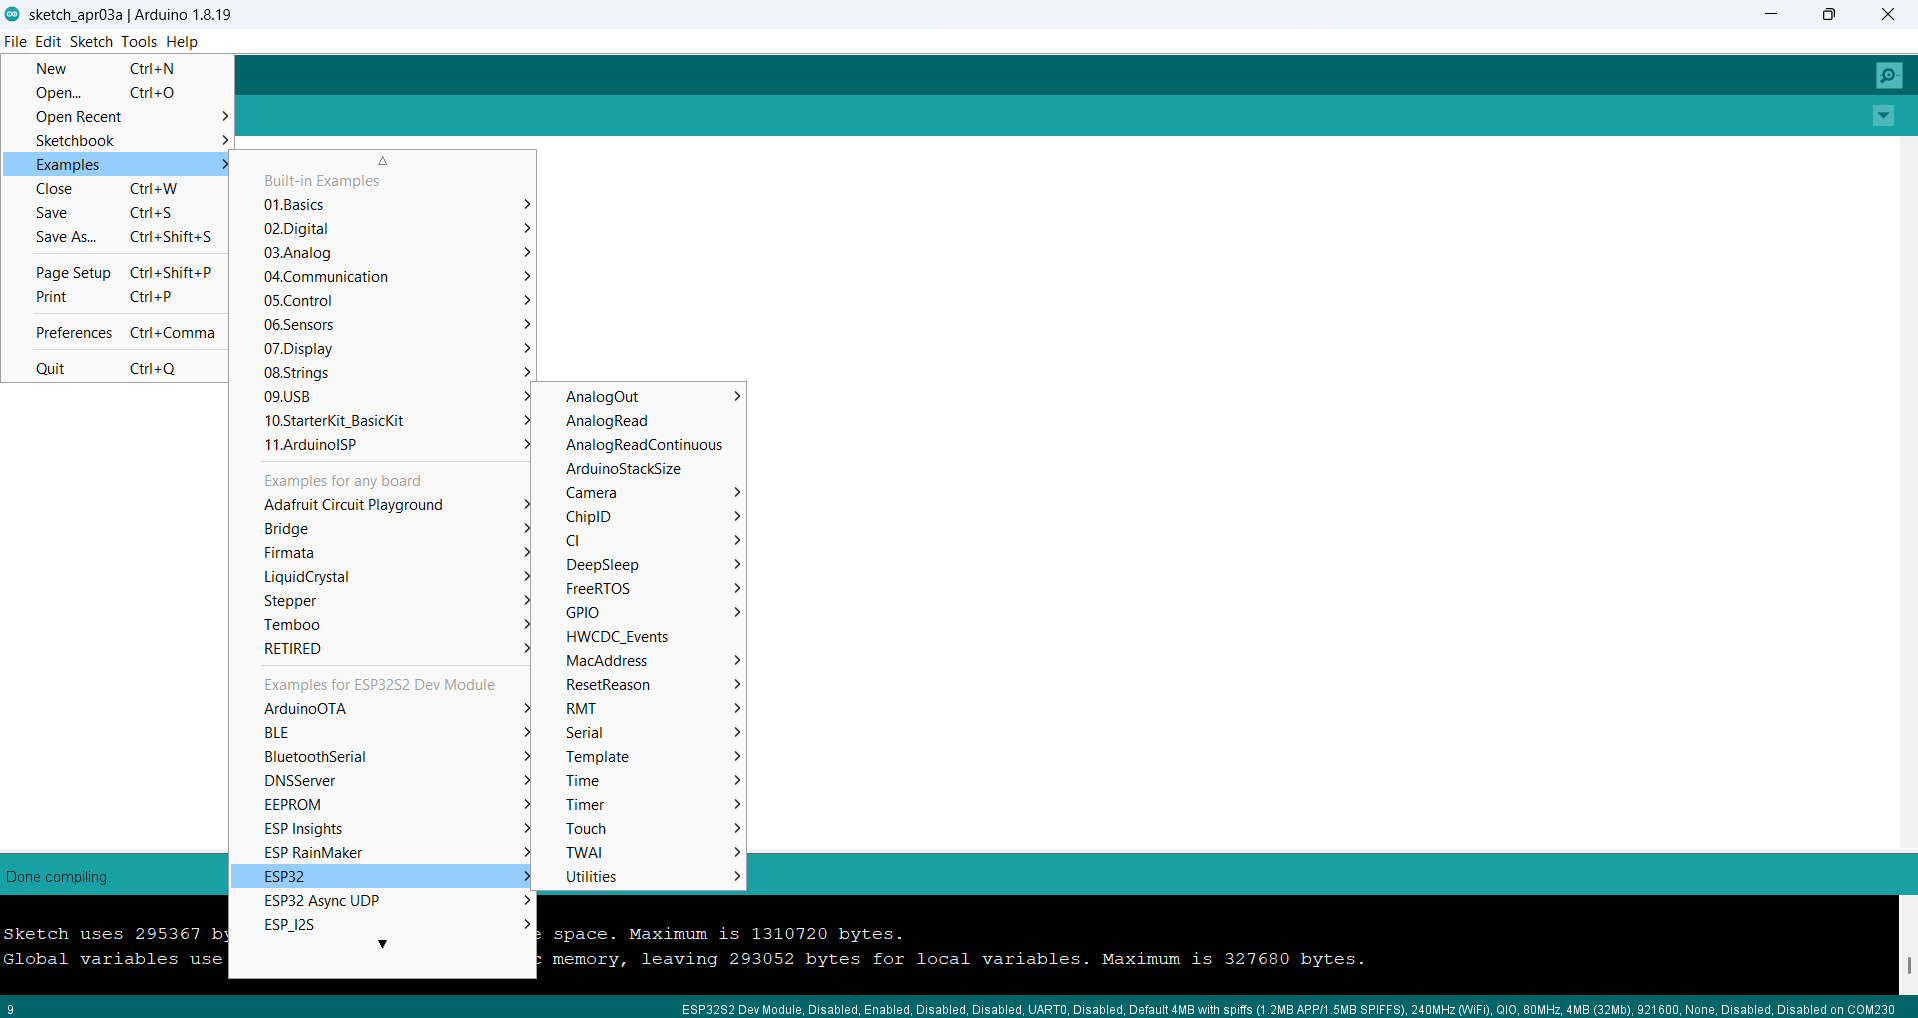 sketch_apr03a | Arduino 1.8.19
File Edit Sketch Tools Help
New Ctrl+N
Open... Ctrl+O
Open Recent
Sketchbook
Examples
Close Ctrl+W
Save Ctrl+S
Save As... Ctrl+Shift+S
Page Setup Ctrl+Shift+P
Print Ctrl+P
Preferences Ctrl+Comma
Quit Ctrl+Q
Built-in Examples
01.Basics
02.Digital
03.Analog
04.Communication
05.Control
06.Sensors
07.Display
08.Strings
09.USB
10.StarterKit_BasicKit
11.ArduinoISP
Examples for any board
Adafruit Circuit Playground
Bridge
Firmata
LiquidCrystal
Stepper
Temboo
RETIRED
Examples for ESP32S2 Dev Module
ArduinoOTA
BLE
BluetoothSerial
DNSServer
EEPROM
ESP Insights
ESP RainMaker
ESP32
ESP32 Async UDP
ESP_I2S
AnalogOut
AnalogRead
AnalogReadContinuous
ArduinoStackSize
Camera
ChipID
CI
DeepSleep
FreeRTOS
GPIO
HWCDC_Events
MacAddress
ResetReason
RMT
Serial
Template
Time
Timer
Touch
TWAI
Utilities
Done compiling.
Sketch uses 295367 space. Maximum is 1310720 bytes.
Global variables use memory, leaving 293052 bytes for local variables. Maximum is 327680 bytes.
9 ESP32S2 Dev Module, Disabled, Enabled, Disabled, Disabled, UART0, Disabled, Default 4MB with spiffs (1.2MB APP/1.5MB SPIFFS), 240MHz (WiFi), QIO, 80MHz, 4MB (32Mb), 921600, None, Disabled, Disabled on COM230